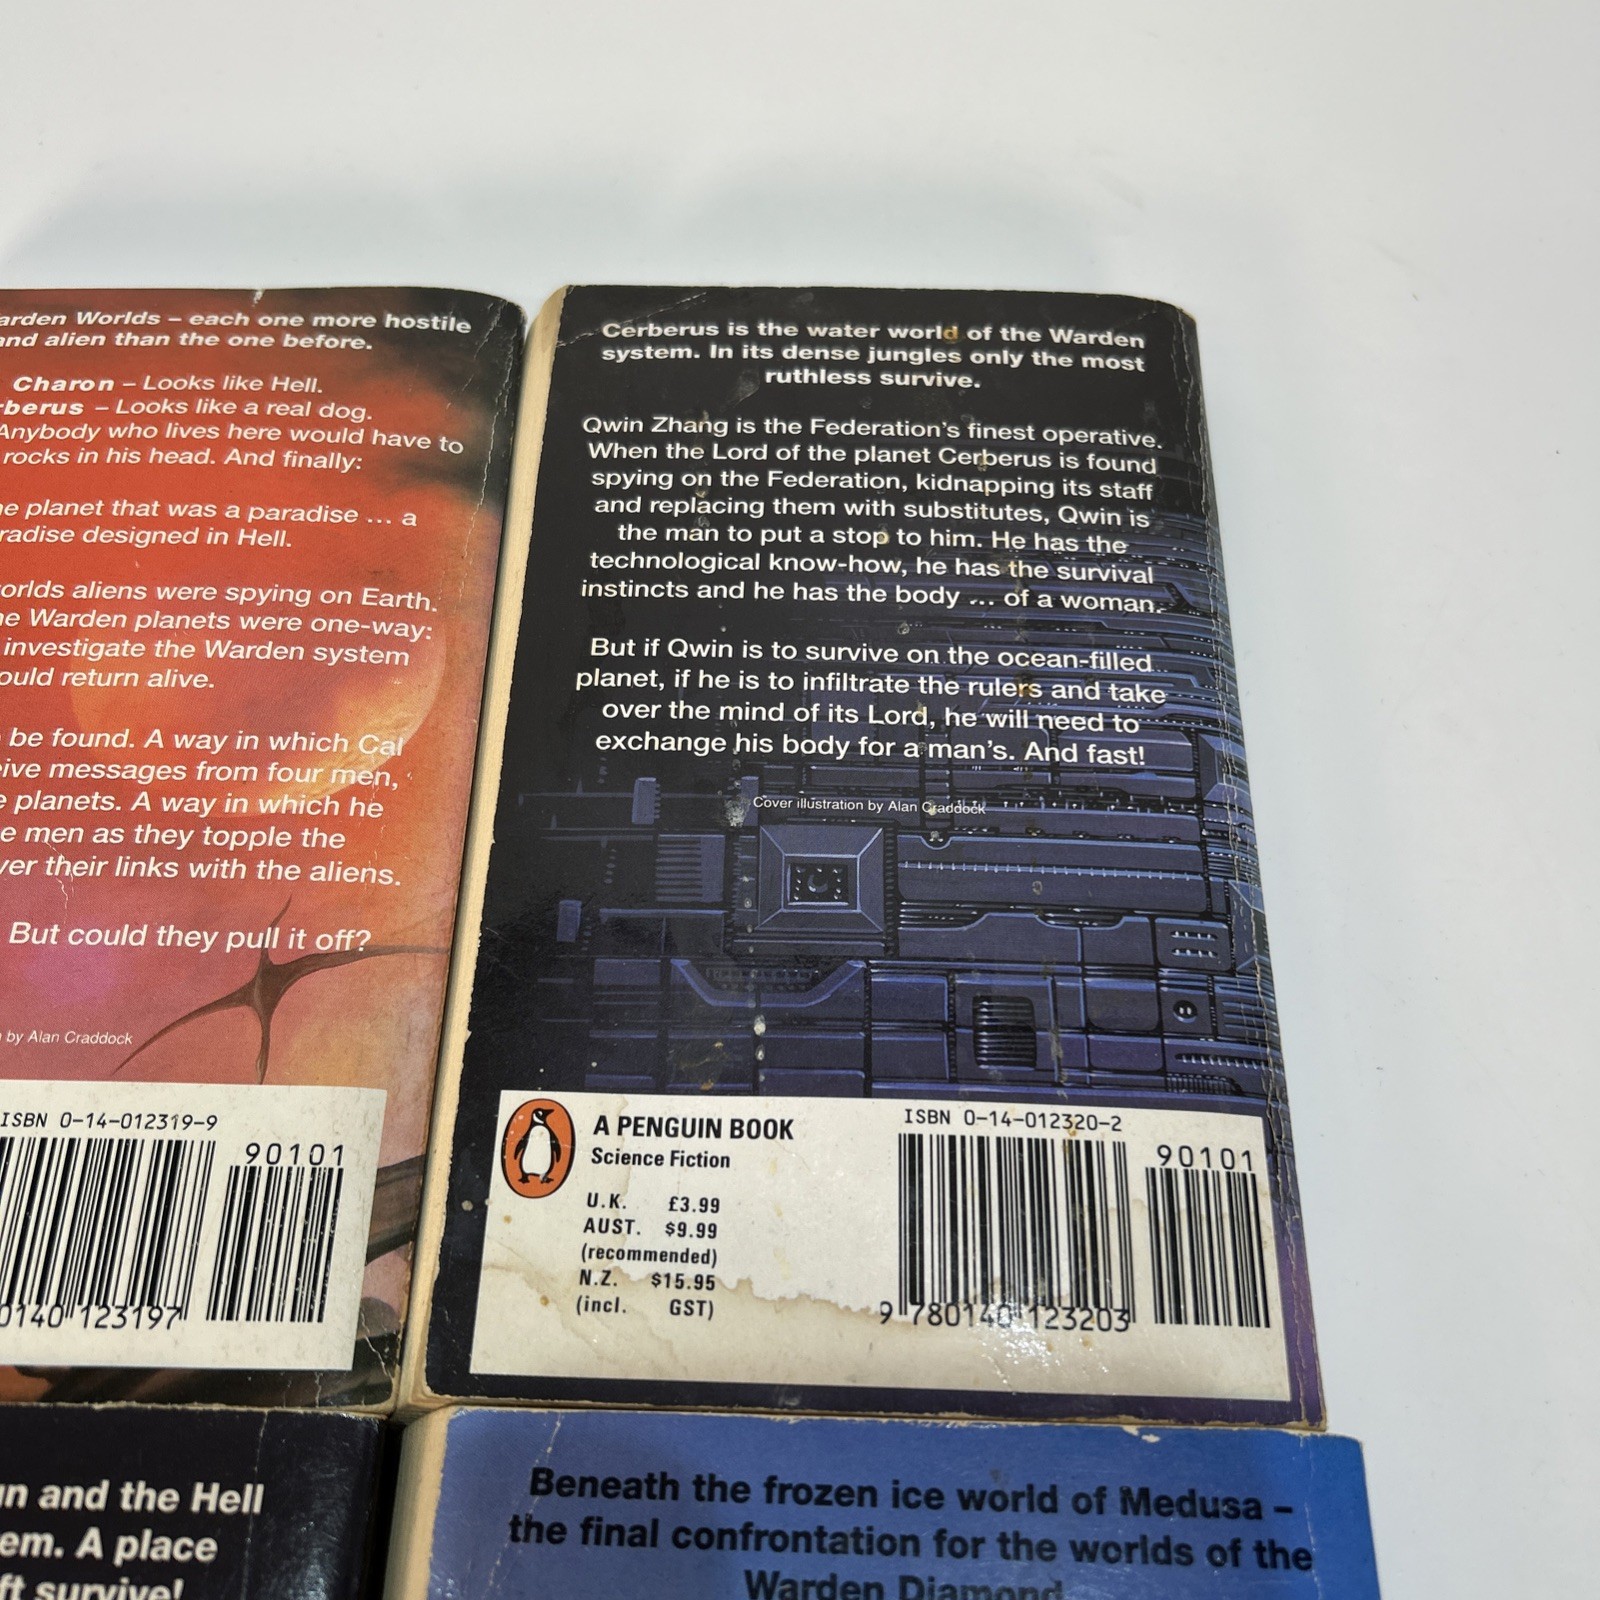 arden Worlds – each one more hostile
and alien than the one before.
Charon – Looks like Hell.
rberus – Looks like a real dog.
Anybody who lives here would have to
rocks in his head. And finally:
he planet that was a paradise ... a
radise designed in Hell.
vorlds aliens were spying on Earth.
he Warden planets were one-way:
investigate the Warden system
ould return alive.
be found. A way in which Cal
eive messages from four men,
e planets. A way in which he
e men as they topple the
ver their links with the aliens.
But could they pull it off?
by Alan Craddock
ISBN 0-14-012319-9
90101
0140 123197
Cerberus is the water world of the Warden
system. In its dense jungles only the most
ruthless survive.
Qwin Zhang is the Federation's finest operative.
When the Lord of the planet Cerberus is found
spying on the Federation, kidnapping its staff
and replacing them with substitutes, Qwin is
the man to put a stop to him. He has the
technological know-how, he has the survival
instincts and he has the body ... of a woman.
But if Qwin is to survive on the ocean-filled
planet, if he is to infiltrate the rulers and take
over the mind of its Lord, he will need to
exchange his body for a man's. And fast!
Cover illustration by Alan Craddock
A PENGUIN BOOK
Science Fiction
U.K. £3.99
AUST. $9.99
(recommended)
N.Z. $15.95
(incl. GST)
ISBN 0-14-012320-2
90101
9 780140 123203
un and the Hell
em. A place
ft survive!
Beneath the frozen ice world of Medusa –
the final confrontation for the worlds of the
Warden Diamond